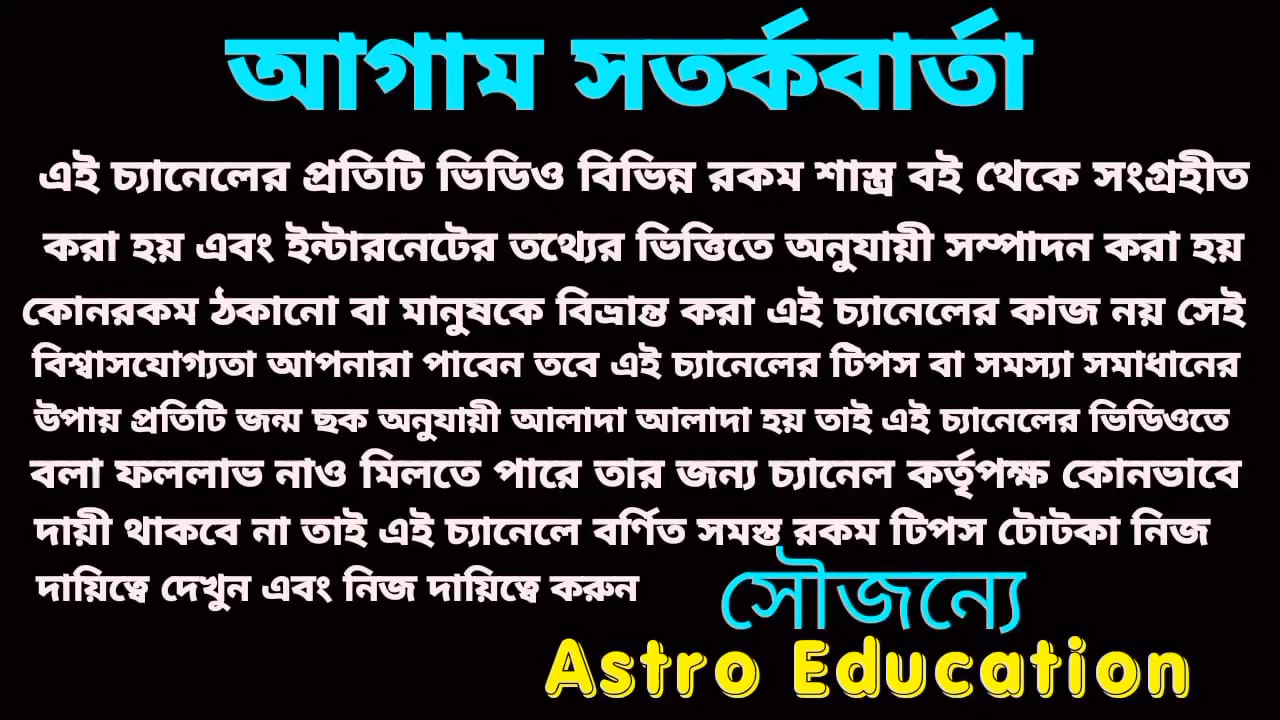 আগাম সতর্কবার্তা
এই চ্যানেলের প্রতিটি ভিডিও বিভিন্ন রকম শাস্ত্র বই থেকে সংগ্রহীত
করা হয় এবং ইন্টারনেটের তথ্যের ভিত্তিতে অনুযায়ী সম্পাদন করা হয়
কোনরকম ঠকানো বা মানুষকে বিভ্রান্ত করা এই চ্যানেলের কাজ নয় সেই
বিশ্বাসযোগ্যতা আপনারা পাবেন তবে এই চ্যানেলের টিপস বা সমস্যা সমাধানের
উপায় প্রতিটি জন্ম ছক অনুযায়ী আলাদা আলাদা হয় তাই এই চ্যানেলের ভিডিওতে
বলা ফললাভ নাও মিলতে পারে তার জন্য চ্যানেল কর্তৃপক্ষ কোনভাবে
দায়ী থাকবে না তাই এই চ্যানেলে বর্ণিত সমস্ত রকম টিপস টোটকা নিজ
দায়িত্বে দেখুন এবং নিজ দায়িত্বে করুন
সৌজন্যে
Astro Education